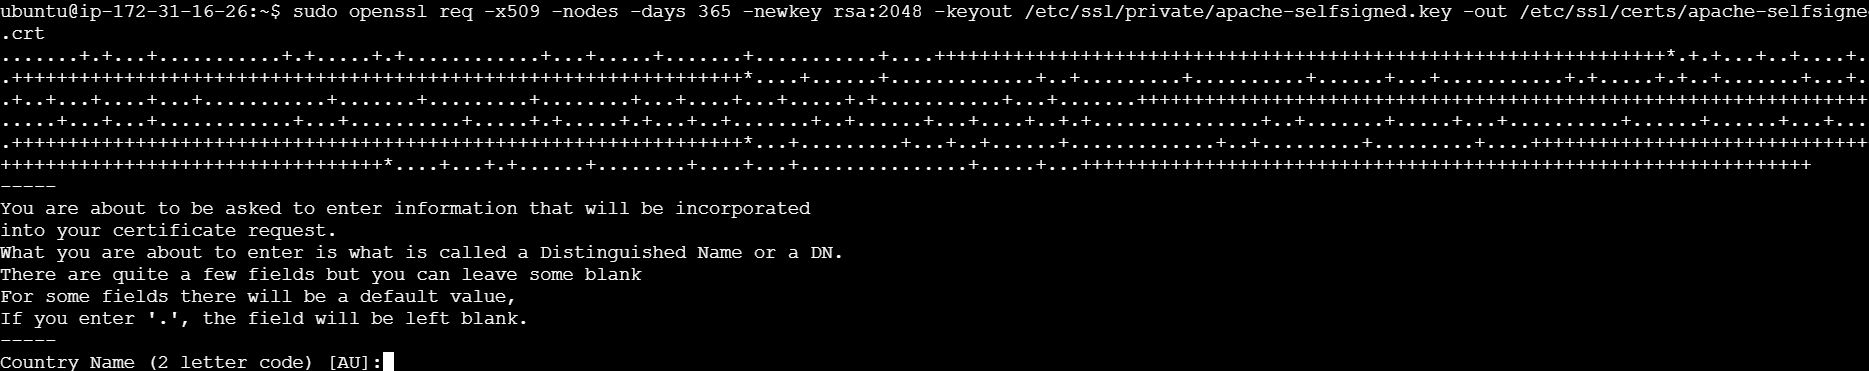 ubuntu@ip-172-31-16-26:~$ sudo openssl req -x509 -nodes -days 365 -newkey rsa:2048 -keyout /etc/ssl/private/apache-selfsigned.key -out /etc/ssl/certs/apache-selfsigne
.crt
.......+.+...+...........+.+.....+.+............+...+.....+.......+...........+....+++++++++++++++++++++++++++++++++++++++++++++++++++++++++++++++++*.+.+...+..+....+.
.+++++++++++++++++++++++++++++++++++++++++++++++++++++++++++++++++*....+......+.............+..+.........+..........+......+...+...........+.+.....+.+..+.......+...+.
.+..+...+....+...+...........+.......+.........+........+...+....+...+.....+.+...........+...+.......+++++++++++++++++++++++++++++++++++++++++++++++++++++++++++++++++
.....+...+...+............+...+..........+.....+.+.....+.+...+..+.......+..+......+...+....+..+.+...............+..+.......+.....+...+..........+......+......+...+...
.+++++++++++++++++++++++++++++++++++++++++++++++++++++++++++++++++*...+.........+...+..+......+.............+..+.........+.........+....++++++++++++++++++++++++++++++
++++++++++++++++++++++++++++++++++*....+...+.+......+........+....+...+...............+.....+...+++++++++++++++++++++++++++++++++++++++++++++++++++++++++++++++++
-----
You are about to be asked to enter information that will be incorporated
into your certificate request.
What you are about to enter is what is called a Distinguished Name or a DN.
There are quite a few fields but you can leave some blank
For some fields there will be a default value,
If you enter '.', the field will be left blank.
-----
Country Name (2 letter code) [AU]: